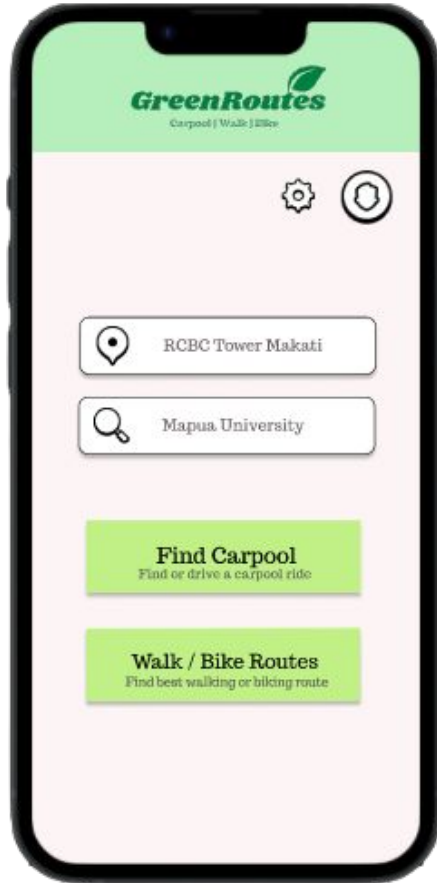 GreenRoutes
Carpool | Walk | Bike
RCBC Tower Makati
Mapua University
Find Carpool
Find or drive a carpool ride
Walk / Bike Routes
Find best walking or biking route